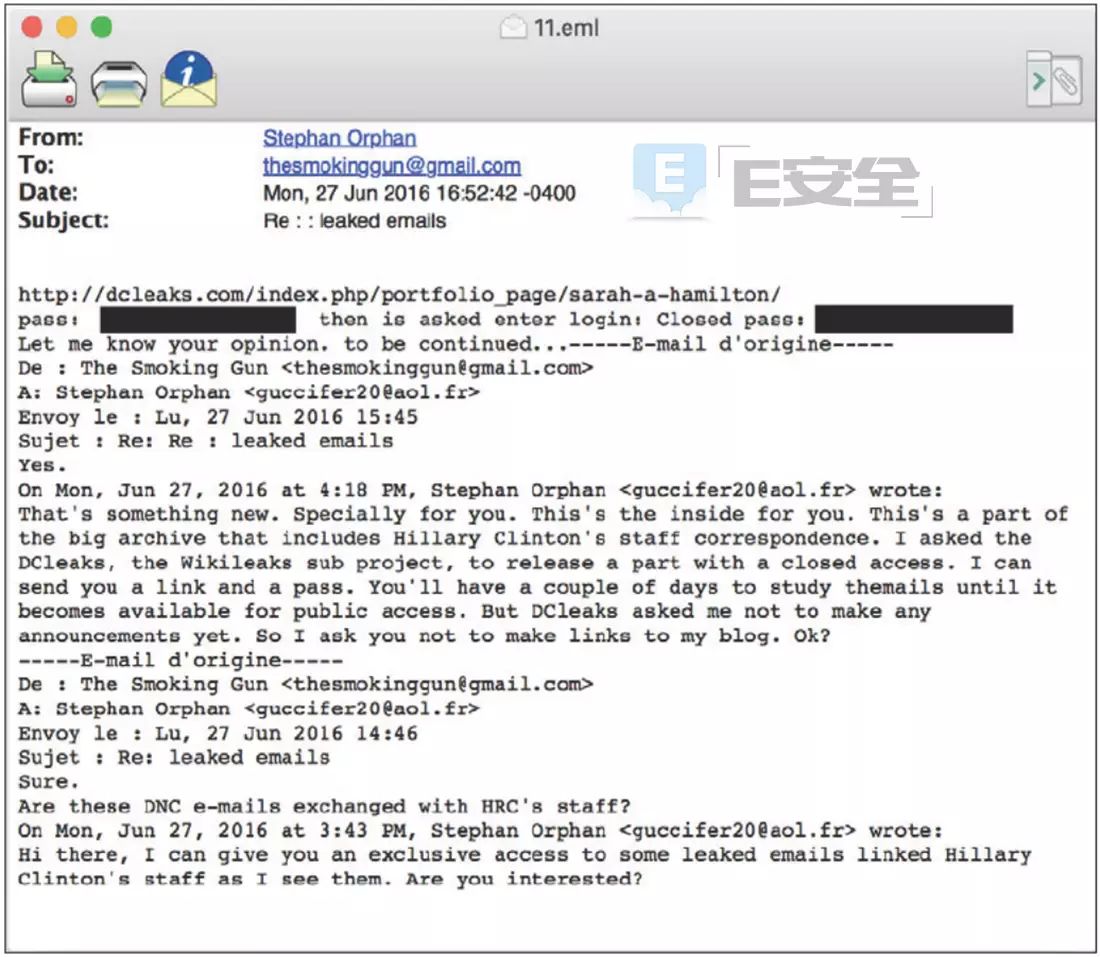 11.eml
From: Stephan Orphan
To: thesmokinggun@gmail.com
Date: Mon, 27 Jun 2016 16:52:42 -0400
Subject: Re : : leaked emails
E E安全
http://dcleaks.com/index.php/portfolio_page/sarah-a-hamilton/
pass: then is asked enter login: Closed pass:
Let me know your opinion. to be continued...-----E-mail d'origine-----
De : The Smoking Gun <thesmokinggun@gmail.com>
A: Stephan Orphan <guccifer20@aol.fr>
Envoy le : Lu, 27 Jun 2016 15:45
Sujet : Re: Re : leaked emails
Yes.
On Mon, Jun 27, 2016 at 4:18 PM, Stephan Orphan <guccifer20@aol.fr> wrote:
That's something new. Specially for you. This's the inside for you. This's a part of
the big archive that includes Hillary Clinton's staff correspondence. I asked the
DCleaks, the Wikileaks sub project, to release a part with a closed access. I can
send you a link and a pass. You'll have a couple of days to study themails until it
becomes available for public access. But DCleaks asked me not to make any
announcements yet. So I ask you not to make links to my blog. Ok?
-----E-mail d'origine-----
De : The Smoking Gun <thesmokinggun@gmail.com>
A: Stephan Orphan <guccifer20@aol.fr>
Envoy le : Lu, 27 Jun 2016 14:46
Sujet : Re: leaked emails
Sure.
Are these DNC e-mails exchanged with HRC's staff?
On Mon, Jun 27, 2016 at 3:43 PM, Stephan Orphan <guccifer20@aol.fr> wrote:
Hi there, I can give you an exclusive access to some leaked emails linked Hillary
Clinton's staff as I see them. Are you interested?